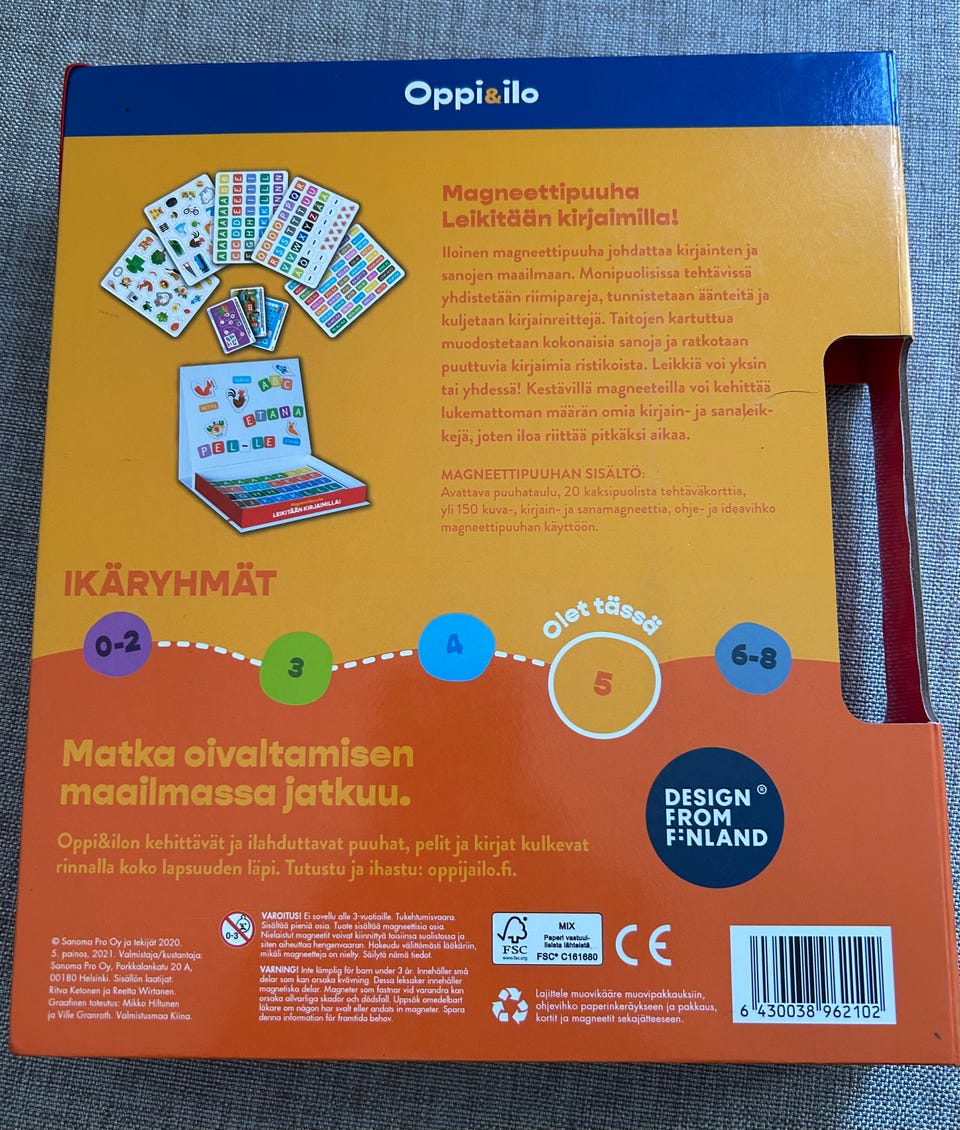 Oppi&ilo
Magneettipuuha
Leikitään kirjaimilla!
Iloinen magneettipuuha johdattaa kirjainten ja
sanojen maailmaan. Monipuolisissa tehtävissä
yhdistetään riimipareja, tunnistetaan äänteitä ja
kuljetaan kirjainreittejä. Taitojen kartuttua
muodostetaan kokonaisia sanoja ja ratkotaan
puuttuvia kirjaimia ristikoista. Leikkiä voi yksin
tai yhdessä! Kestävillä magneeteilla voi kehittää
lukemattoman määrän omia kirjain- ja sanaleik-
kejä, joten iloa riittää pitkäksi aikaa.
MAGNEETTIPUUHAN SISÄLTÖ:
Avattava puuhataulu, 20 kaksipuolista tehtäväkorttia,
yli 150 kuva-, kirjain- ja sanamagneettia, ohje- ja ideavihko
magneettipuuhan käyttöön.
ABC
ETANA
PEL-LE
Magneettipuuha
LEIKITÄÄN KIRJAIMILLA!
IKÄRYHMÄT
Olet tässä
0-2
3
4
5
6-8
Matka oivaltamisen
maailmassa jatkuu.
Oppi&ilon kehittävät ja ilahduttavat puuhat, pelit ja kirjat kulkevat
rinnalla koko lapsuuden läpi. Tutustu ja ihastu: oppijailo.fi.
DESIGN ®
FROM
FINLAND
© Sanoma Pro Oy ja tekijät 2020.
5. painos, 2021. Valmistaja/kustantaja:
Sanoma Pro Oy, Porkkalankatu 20 A,
00180 Helsinki. Sisällön laatijat:
Ritva Ketonen ja Reetta Wirtanen.
Graafinen toteutus: Mikko Hiltunen
ja Ville Granroth. Valmistusmaa Kiina.
0-3
VAROITUS! Ei sovellu alle 3-vuotiaille. Tukehtumisvaara.
Sisältää pieniä osia. Tuote sisältää magneettisia osia.
Nielaistut magneetit voivat kiinnittyä toisiinsa suolistossa ja
siten aiheuttaa hengenvaaran. Hakeudu välittömästi lääkäriin,
mikäli magneetteja on nielty. Säilytä nämä tiedot.
VARNING! Inte lämplig för barn under 3 år. Innehåller små
delar som kan orsaka kvävning. Dessa leksaker innehåller
magnetiska delar. Magneter som fastnar vid varandra kan
orsaka allvarliga skador och dödsfall. Uppsök omedelbart
läkare om någon har svalt eller andats in magneter. Spara
denna information för framtida behov.
FSC
www.fsc.org
MIX
Paperi vastuul-
lisista lähteistä
FSC® C161680
CE
Lajittele muovikääre muovipakkauksiin,
ohjevihko paperinkeräykseen ja pakkaus,
kortit ja magneetit sekajätteeseen.
6 430038 962102